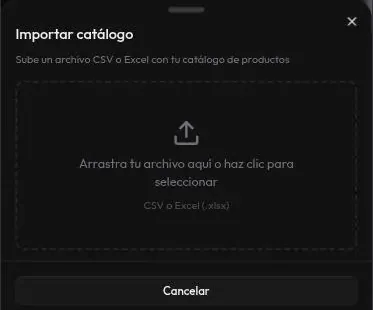 Importar catálogo
Sube un archivo CSV o Excel con tu catálogo de productos
Arrastra tu archivo aquí o haz clic para
seleccionar
CSV o Excel (.xlsx)
Cancelar